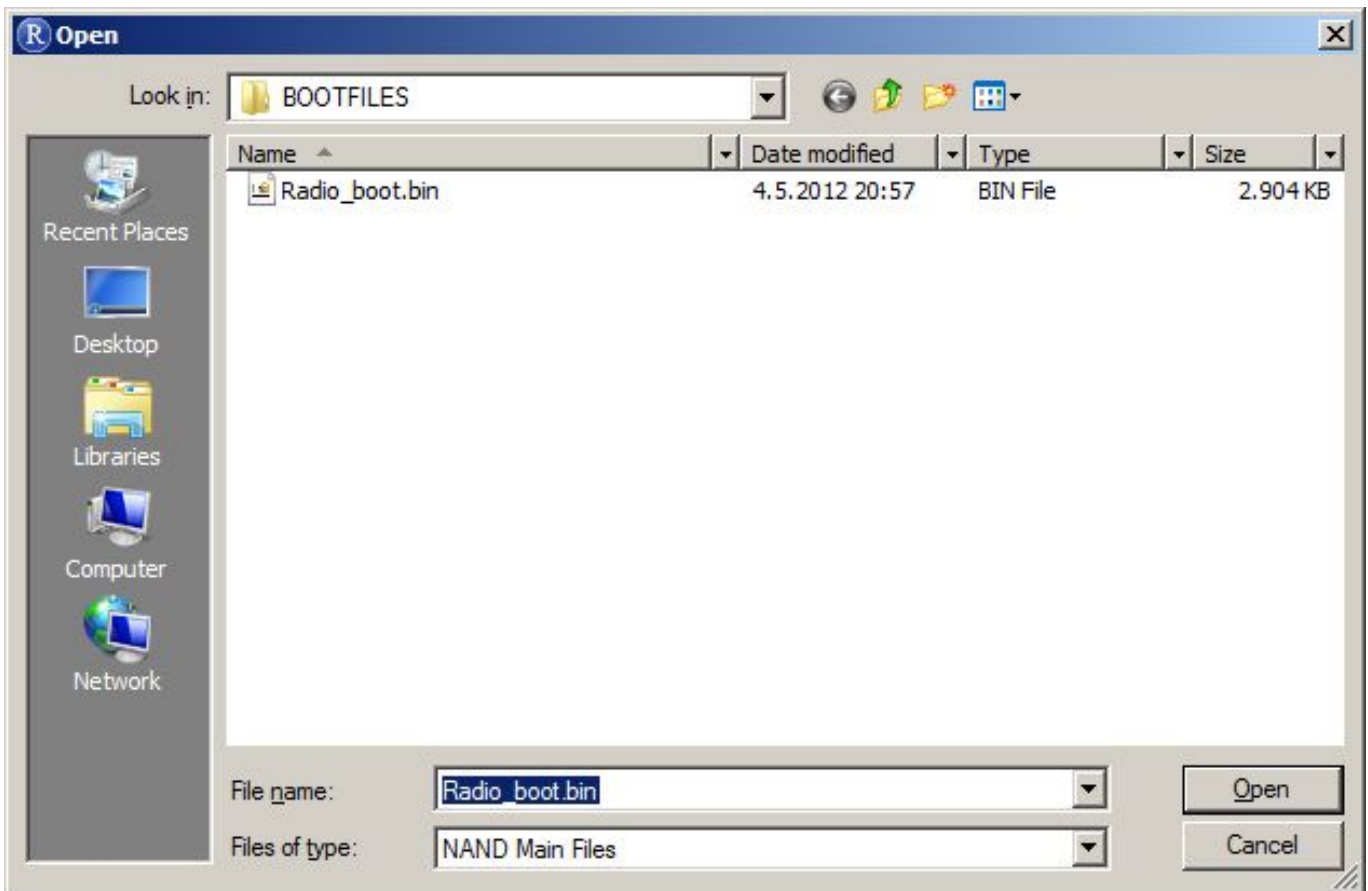 R Open
Look in: BOOTFILES
Name Date modified Type Size
Radio_boot.bin 4.5.2012 20:57 BIN File 2.904 KB
Recent Places
Desktop
Libraries
Computer
Network
File name: Radio_boot.bin Open
Files of type: NAND Main Files Cancel